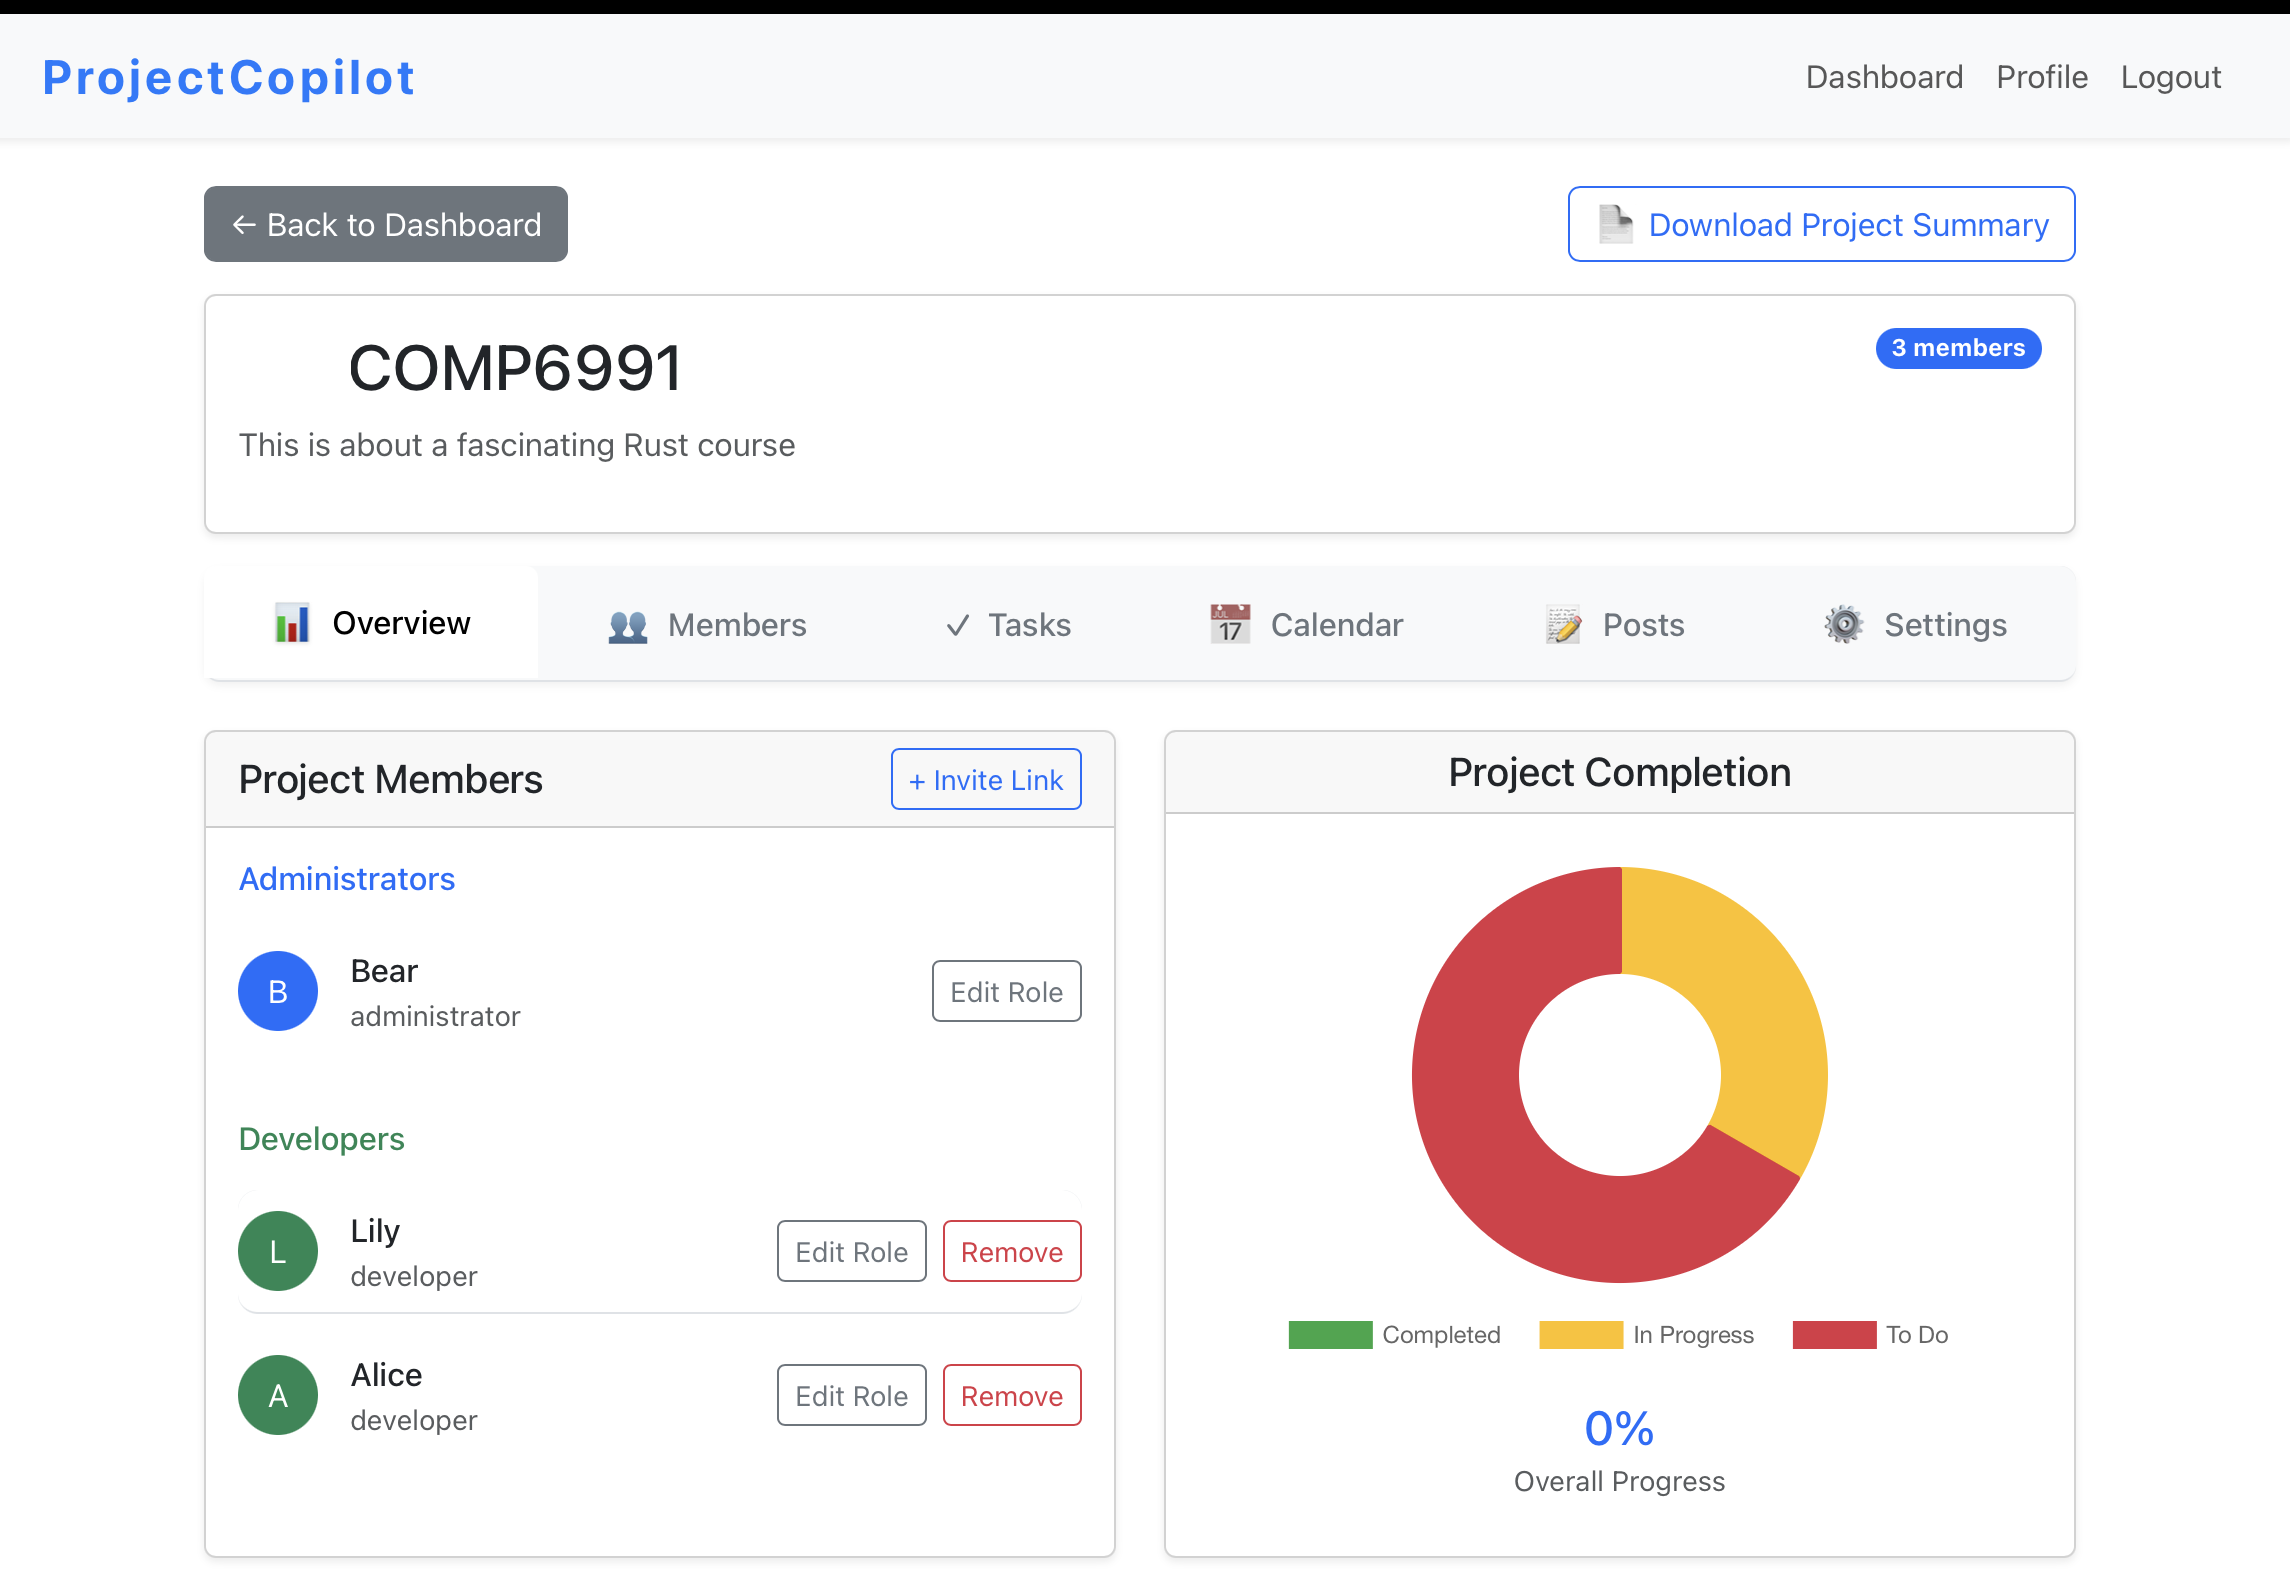 ProjectCopilot
Dashboard Profile Logout
← Back to Dashboard
Download Project Summary
COMP6991
3 members
This is about a fascinating Rust course
Overview
Members
✓ Tasks
JUL
17
Calendar
Posts
Settings
Project Members
+ Invite Link
Administrators
B
Bear
administrator
Edit Role
Developers
L
Lily
developer
Edit Role
Remove
A
Alice
developer
Edit Role
Remove
Project Completion
Completed In Progress To Do
0%
Overall Progress